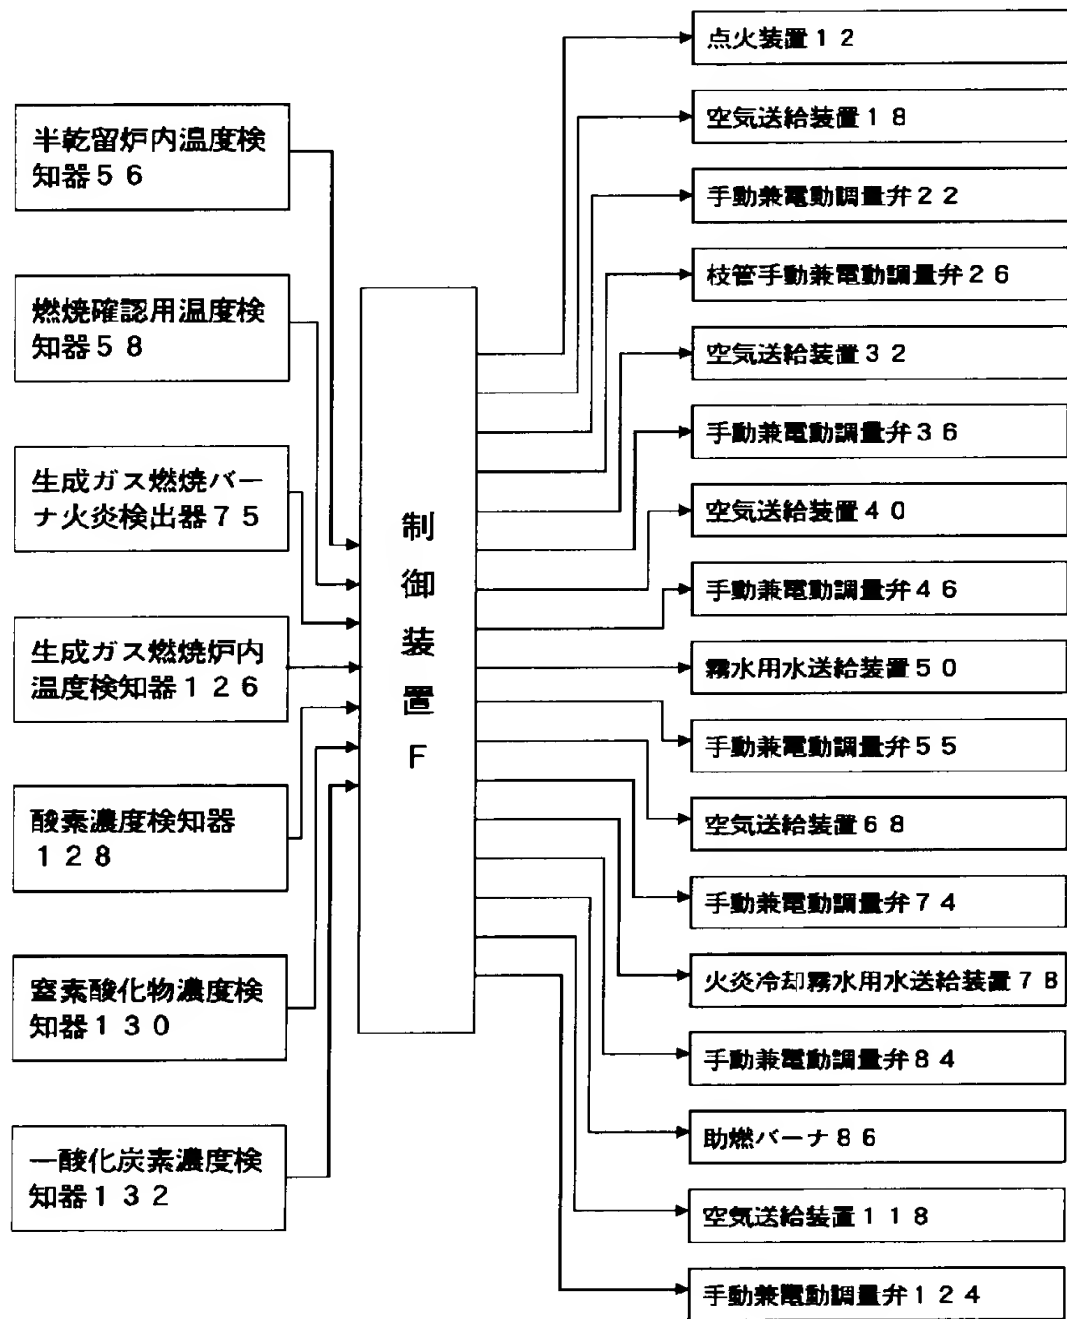 半乾留炉内温度検
知器５６
燃焼確認用温度検
知器５８
生成ガス燃焼バー
ナ火炎検出器７５
生成ガス燃焼炉内
温度検知器１２６
酸素濃度検知器
１２８
窒素酸化物濃度検
知器１３０
一酸化炭素濃度検
知器１３２
制
御
装
置
F
点火装置１２
空気送給装置１８
手動兼電動調量弁２２
枝管手動兼電動調量弁２６
空気送給装置３２
手動兼電動調量弁３６
空気送給装置４０
手動兼電動調量弁４６
霧水用水送給装置５０
手動兼電動調量弁５５
空気送給装置６８
手動兼電動調量弁７４
火炎冷却霧水用水送給装置７８
手動兼電動調量弁８４
助燃バーナ８６
空気送給装置１１８
手動兼電動調量弁１２４